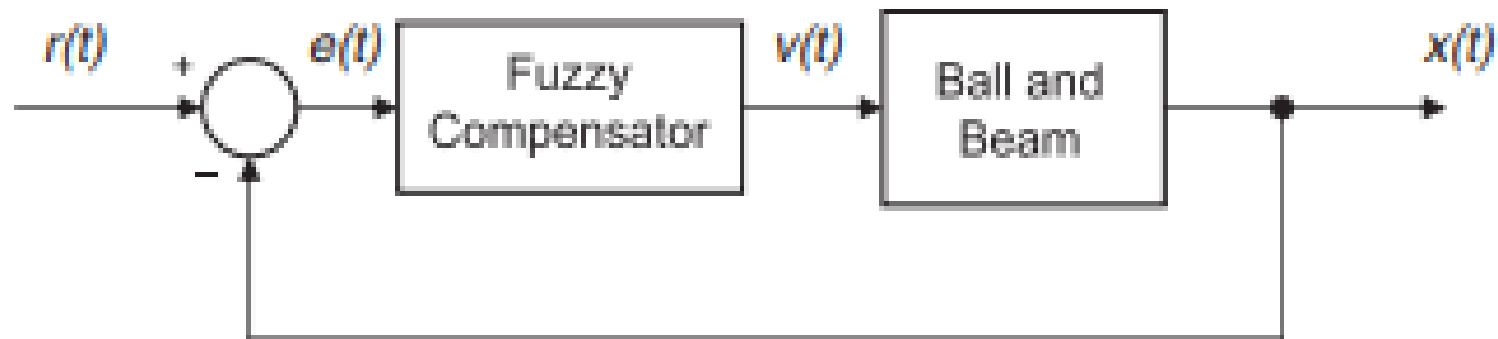 r(t)
+
e(t)
Fuzzy
Compensator
v(t)
Ball and
Beam
x(t)
−